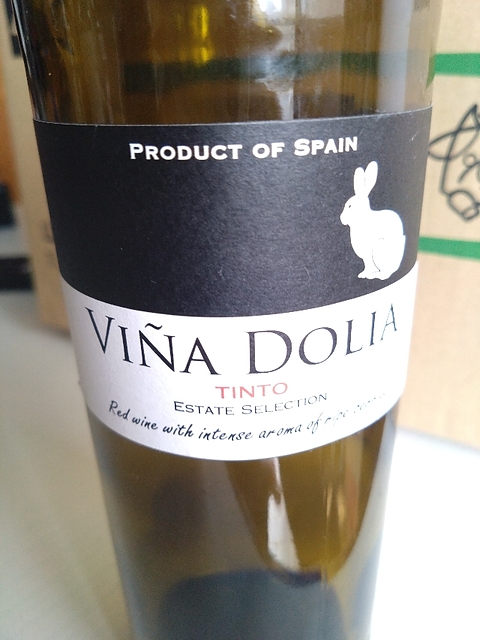 PRODUCT OF SPAIN
VIÑA DOLIA
TINTO
ESTATE SELECTION
Red wine with intense aroma of